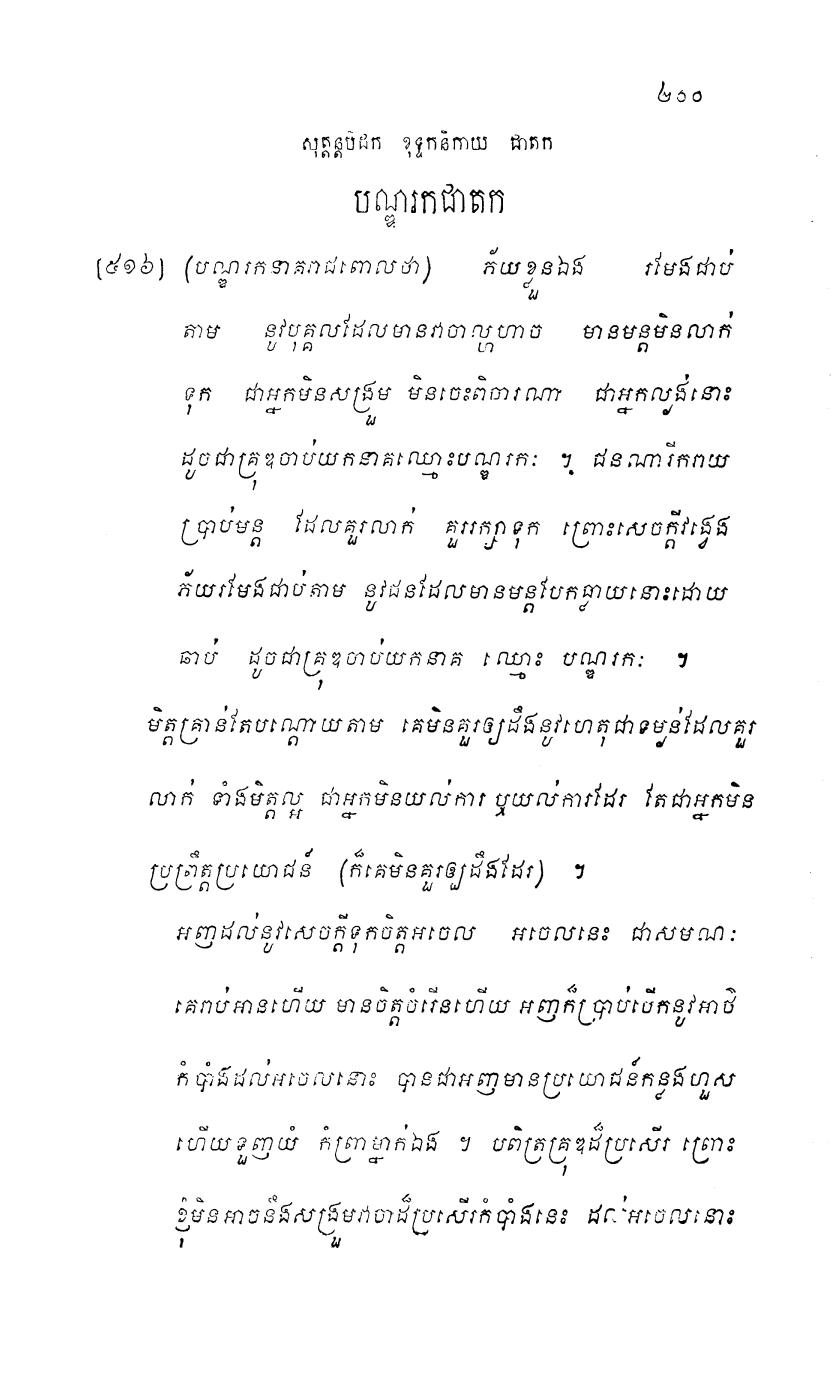 ២០០
សុត្តន្តបិដក ខុទ្ទកនិកាយ ជាតក
បណ្ឌរកជាតក
[៥១៦] (បណ្ឌរកនាគរាជពោលថា) ភ័យខ្លួនឯង រមែងជាប់
តាម នូវបុគ្គលដែលមានវាចាល្ហហាច មានមន្តមិនលាក់
ទុក ជាអ្នកមិនសង្រួម មិនចេះពិចារណា ជាអ្នកល្ងង់នោះ
ដូចជាគ្រុឌចាប់យកនាគឈ្មោះបណ្ឌរកៈ ។ ជនណារីករាយ
ប្រាប់មន្ត ដែលគួរលាក់ គួររក្សាទុក ព្រោះសេចក្តីវង្វេង
ភ័យរមែងជាប់តាម នូវជនដែលមានមន្តបែកធ្លាយនោះដោយ
ឆាប់ ដូចជាគ្រុឌចាប់យកនាគ ឈ្មោះ បណ្ឌរកៈ ។
មិត្តគ្រាន់តែបណ្តោយតាម គេមិនគួរឲ្យដឹងនូវហេតុជាទម្ងន់ដែលគួរ
លាក់ ទាំងមិត្តល្អ ជាអ្នកមិនយល់ការ ឬយល់ការដែរ តែជាអ្នកមិន
ប្រព្រឹត្តប្រយោជន៍ (ក៏គេមិនគួរឲ្យដឹងដែរ) ។
អញដល់នូវសេចក្តីទុកចិត្តអចេល អចេលនេះ ជាសមណៈ
គេរាប់អានហើយ មានចិត្តចំរើនហើយ អញក៏ប្រាប់បើកនូវអាថ៌
កំបាំងដល់អចេលនោះ បានជាអញមានប្រយោជន៍កន្លងហួស
ហើយទួញយំ កំព្រាម្នាក់ឯង ។ បពិត្រគ្រុឌដ៏ប្រសើរ ព្រោះ
ខ្ញុំមិនអាចនឹងសង្រួមវាចាដ៏ប្រសើរកំបាំងនេះ ដល់អចេលនោះ